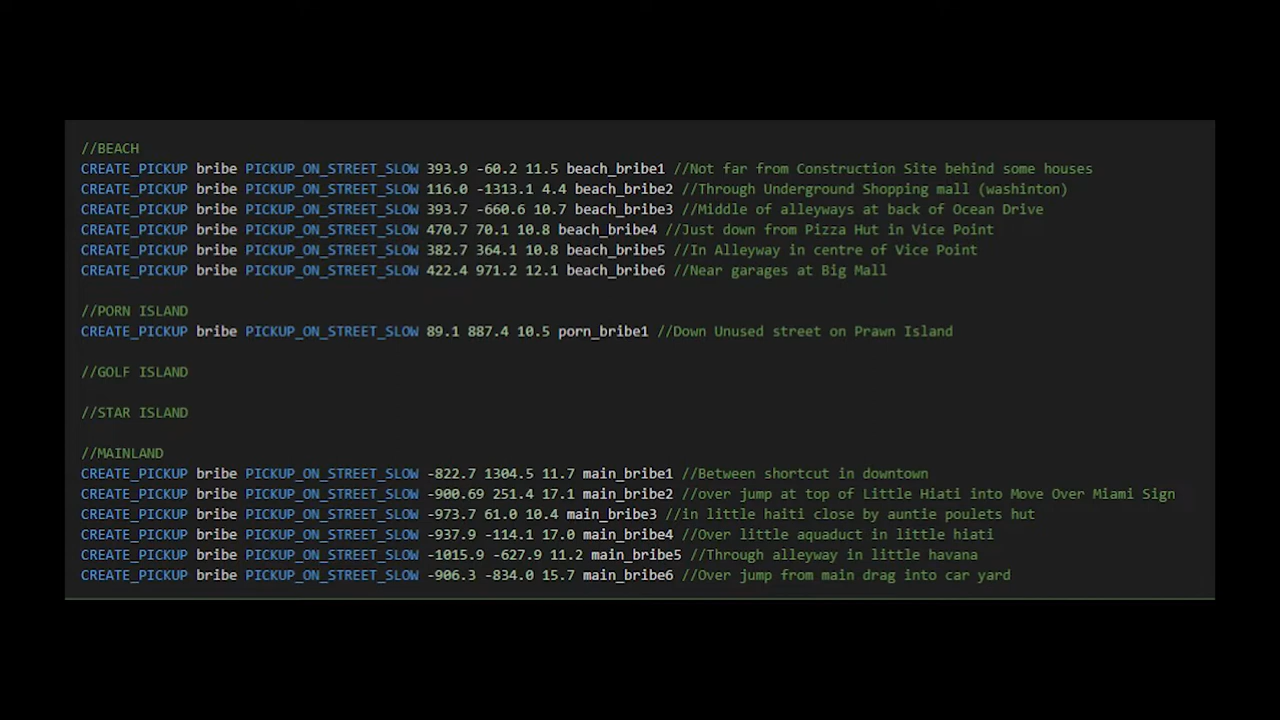 //BEACH
CREATE_PICKUP bribe PICKUP_ON_STREET_SLOW 393.9 -60.2 11.5 beach_bribe1 //Not far from Construction Site behind some houses
CREATE_PICKUP bribe PICKUP_ON_STREET_SLOW 116.0 -1313.1 4.4 beach_bribe2 //Through Underground Shopping mall (washinton)
CREATE_PICKUP bribe PICKUP_ON_STREET_SLOW 393.7 -660.6 10.7 beach_bribe3 //Middle of alleyways at back of Ocean Drive
CREATE_PICKUP bribe PICKUP_ON_STREET_SLOW 470.7 70.1 10.8 beach_bribe4 //Just down from Pizza Hut in Vice Point
CREATE_PICKUP bribe PICKUP_ON_STREET_SLOW 382.7 364.1 10.8 beach_bribe5 //In Alleyway in centre of Vice Point
CREATE_PICKUP bribe PICKUP_ON_STREET_SLOW 422.4 971.2 12.1 beach_bribe6 //Near garages at Big Mall
//PORN ISLAND
CREATE_PICKUP bribe PICKUP_ON_STREET_SLOW 89.1 887.4 10.5 porn_bribe1 //Down Unused street on Prawn Island
//GOLF ISLAND
//STAR ISLAND
//MAINLAND
CREATE_PICKUP bribe PICKUP_ON_STREET_SLOW -822.7 1304.5 11.7 main_bribe1 //Between shortcut in downtown
CREATE_PICKUP bribe PICKUP_ON_STREET_SLOW -900.69 251.4 17.1 main_bribe2 //over jump at top of Little Hiati into Move Over Miami Sign
CREATE_PICKUP bribe PICKUP_ON_STREET_SLOW -973.7 61.0 10.4 main_bribe3 //in little haiti close by auntie poulets hut
CREATE_PICKUP bribe PICKUP_ON_STREET_SLOW -937.9 -114.1 17.0 main_bribe4 //Over little aquaduct in little hiati
CREATE_PICKUP bribe PICKUP_ON_STREET_SLOW -1015.9 -627.9 11.2 main_bribe5 //Through alleyway in little havana
CREATE_PICKUP bribe PICKUP_ON_STREET_SLOW -906.3 -834.0 15.7 main_bribe6 //Over jump from main drag into car yard